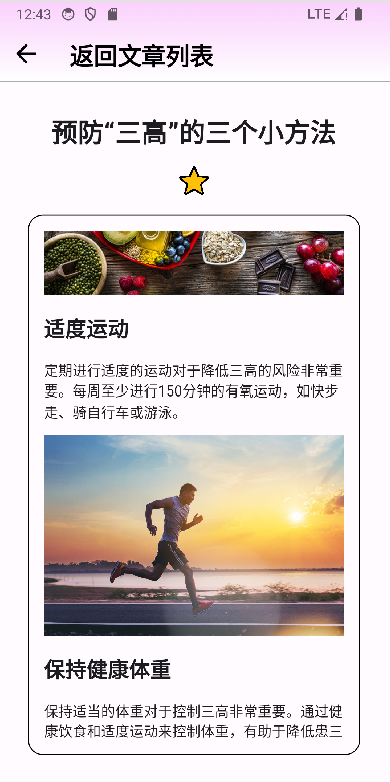 12:43
LTE
返回文章列表
预防“三高”的三个小方法
适度运动
定期进行适度的运动对于降低三高的风险非常重
要。每周至少进行150分钟的有氧运动，如快步
走、骑自行车或游泳。
保持健康体重
保持适当的体重对于控制三高非常重要。通过健
康饮食和适度运动来控制体重，有助于降低患三